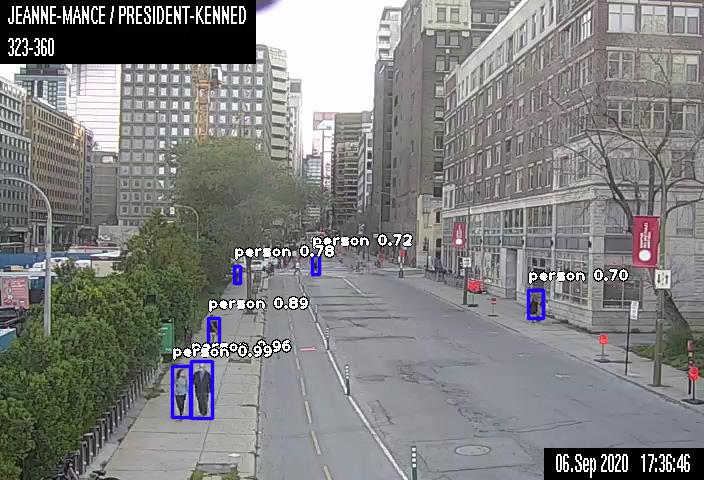 JEANNE-MANCE / PRESIDENT-KENNED
323-360
person 0.78
person 0.72
person 0.70
person 0.89
person 0.96
person 0.99
06.Sep 2020 17:36:46